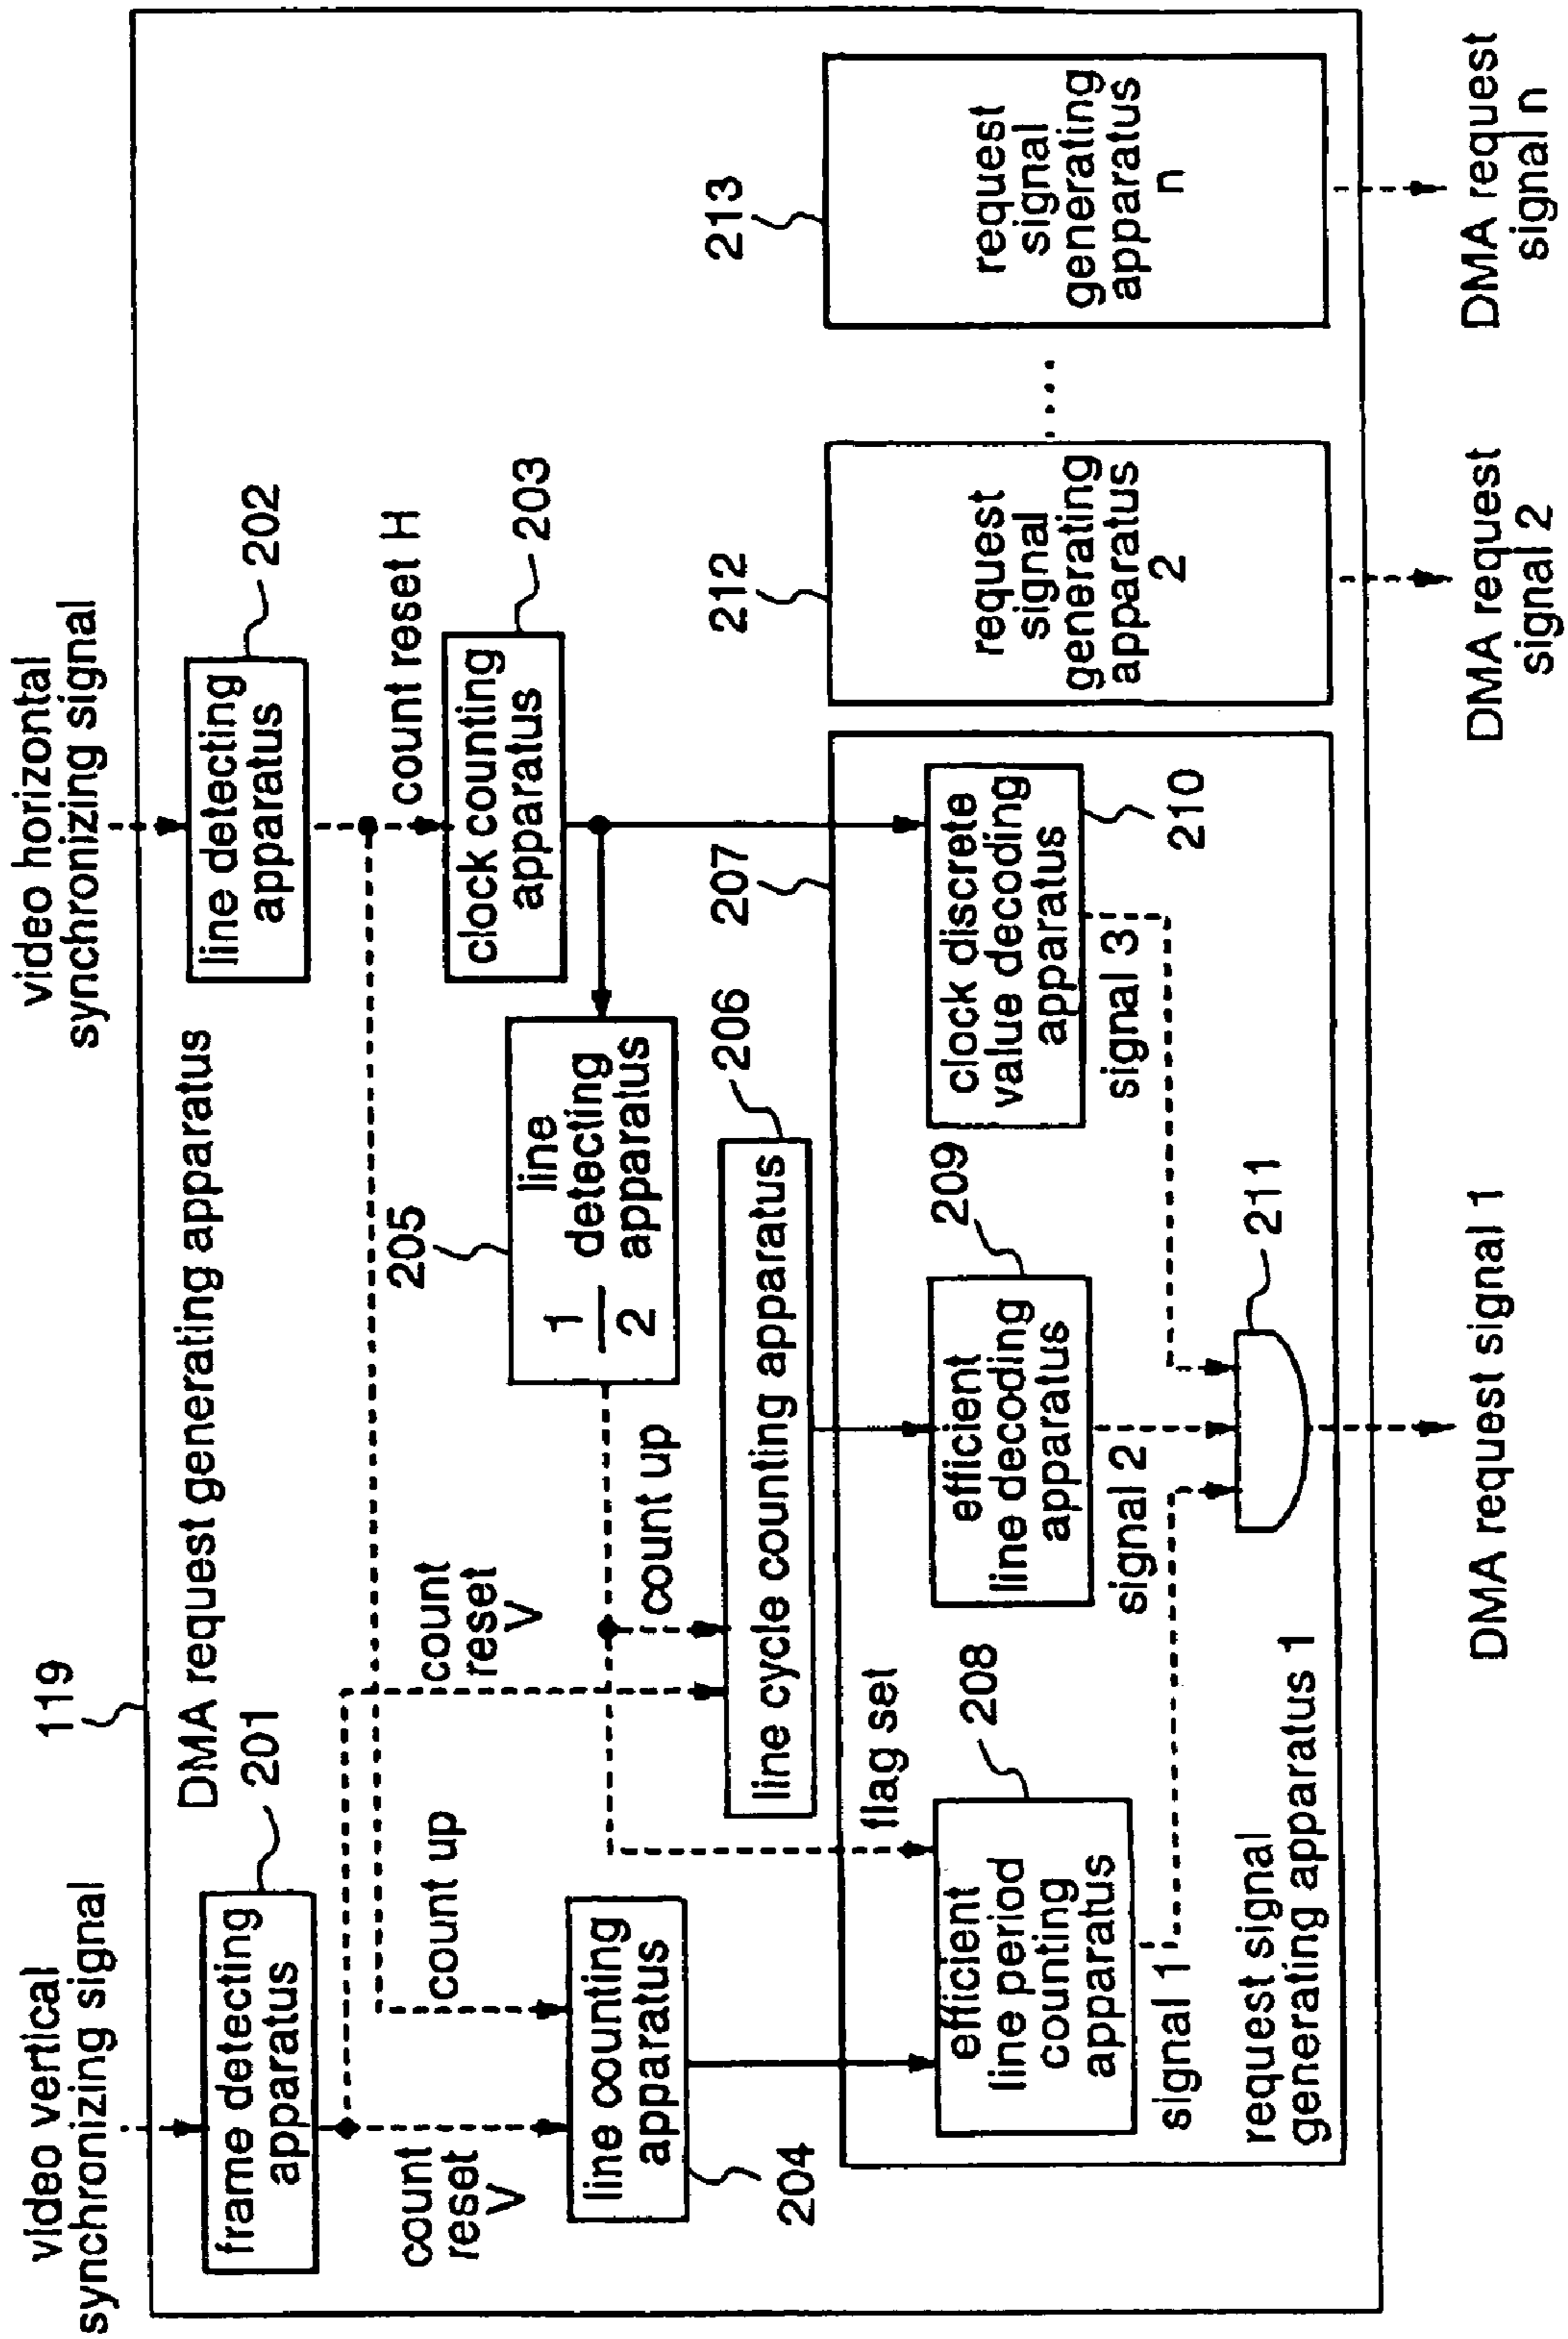 video vertical
synchronizing signal
video horizontal
synchronizing signal
119
DMA request generating apparatus
201
frame detecting
apparatus
202
line detecting
apparatus
count
reset
V
count up
count
reset
V
count reset H
203
clock counting
apparatus
204
line counting
apparatus
205
1
2
line
detecting
apparatus
count up
206
line cycle counting apparatus
flag set
207
208
efficient
line period
counting
apparatus
signal 1
209
efficient
line decoding
apparatus
signal 2
210
clock discrete
value decoding
apparatus
signal 3
211
request signal
generating apparatus 1
212
request
signal
generating
apparatus
2
....
213
request
signal
generating
apparatus
n
DMA request signal 1
DMA request
signal 2
DMA request
signal n